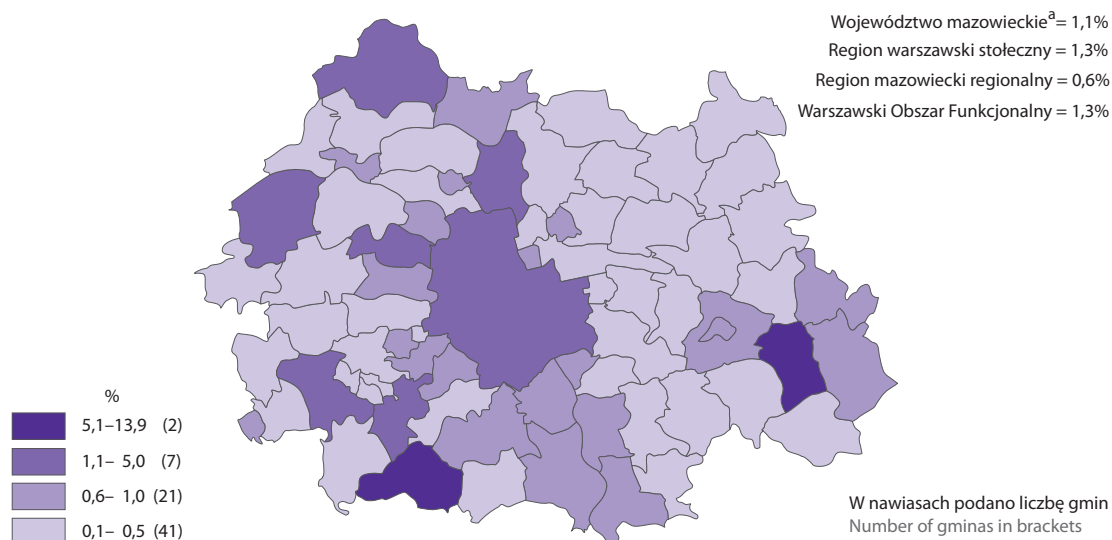 Województwo mazowieckieᵃ= 1,1%
Region warszawski stołeczny = 1,3%
Region mazowiecki regionalny = 0,6%
Warszawski Obszar Funkcjonalny = 1,3%
%
5,1–13,9 (2)
1,1– 5,0 (7)
0,6– 1,0 (21)
0,1– 0,5 (41)
W nawiasach podano liczbę gmin
Number of gminas in brackets